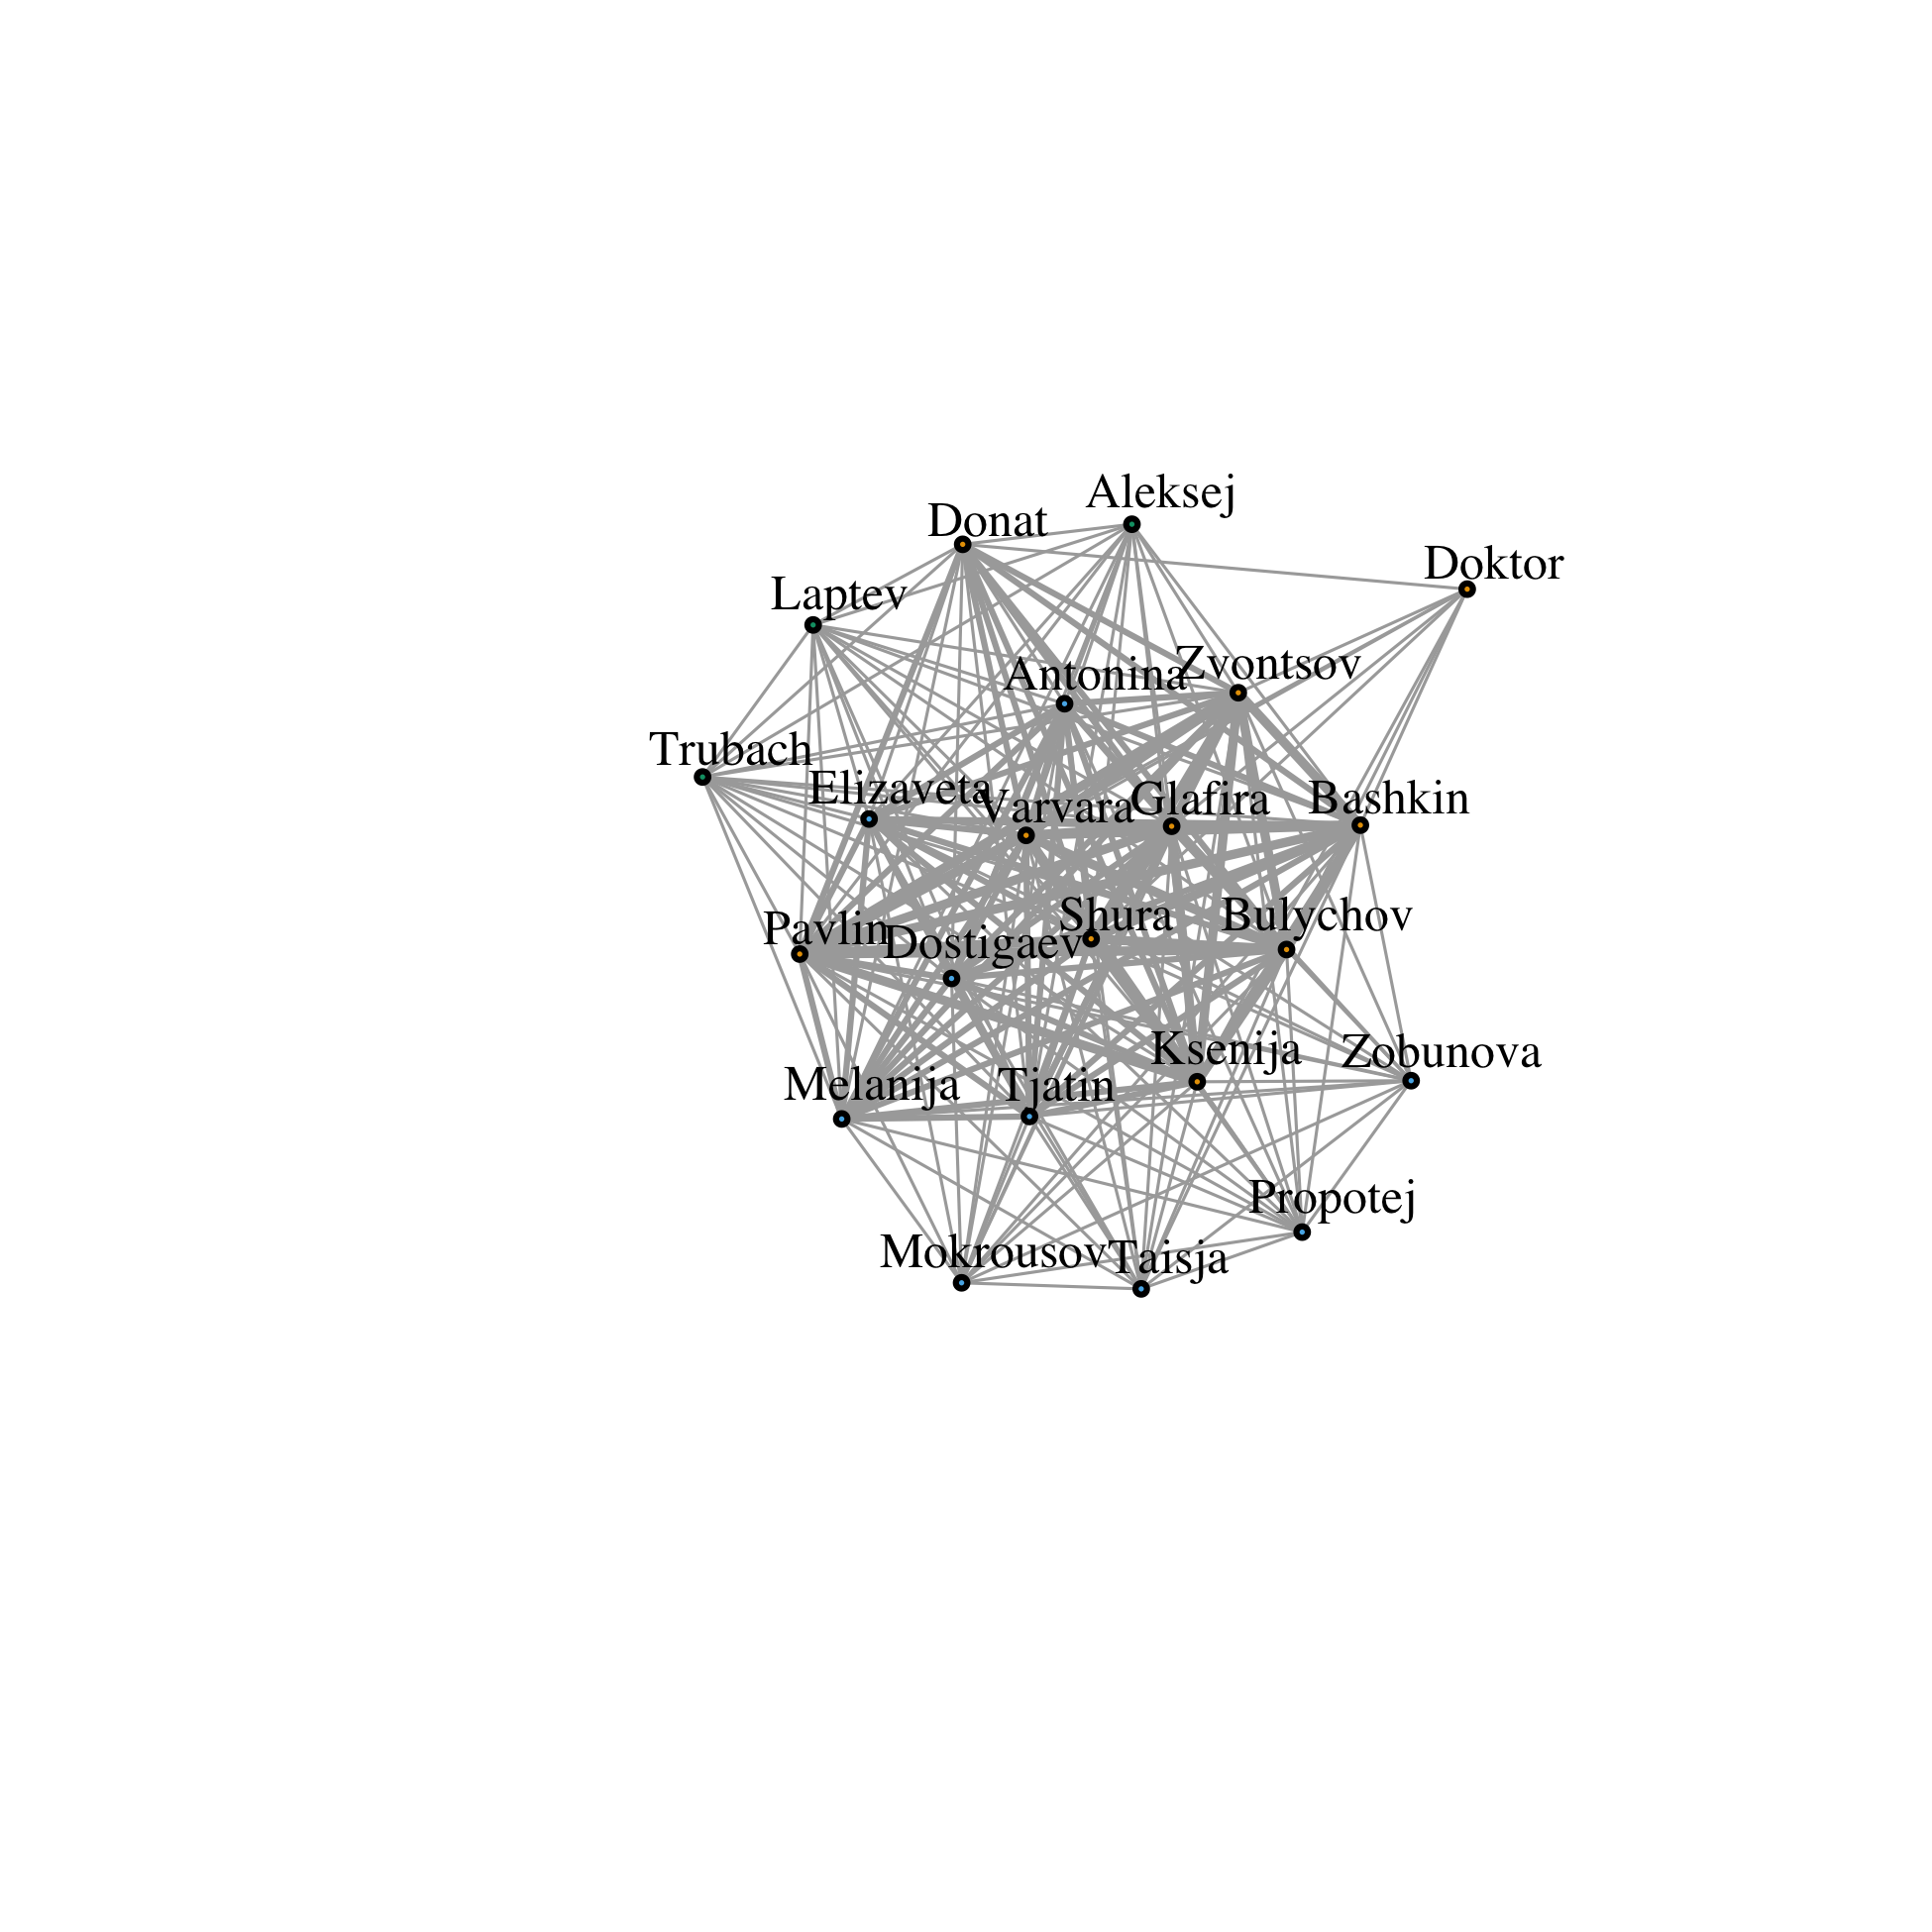 Aleksej
Donat
Doktor
Laptev
Zvontsov
Antonina
Trubach
Elizaveta
Varvara
Glafira
Bashkin
Shura
Bulychov
Pavlin
Dostigaev
Ksenija
Zobunova
Melanija
Tjatin
Propotej
Mokrousov
Taisja